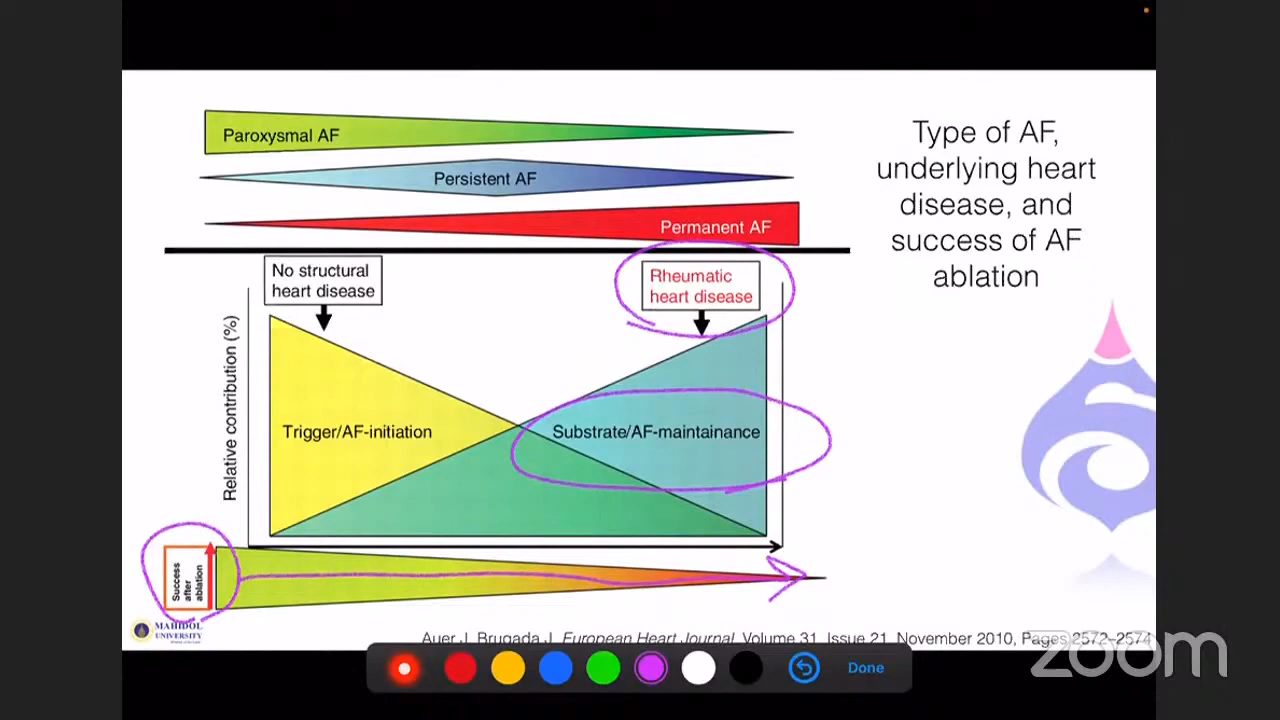 Paroxysmal AF
Persistent AF
Permanent AF
Type of AF,
underlying heart
disease, and
success of AF
ablation
No structural
heart disease
Rheumatic
heart disease
Relative contribution (%)
Trigger/AF-initiation
Substrate/AF-maintainance
Success
after
ablation
MAHIDOL
UNIVERSITY
Auer J, Brugada J, European Heart Journal, Volume 31, Issue 21, November 2010, Pages 2572–2574
zoom
Done